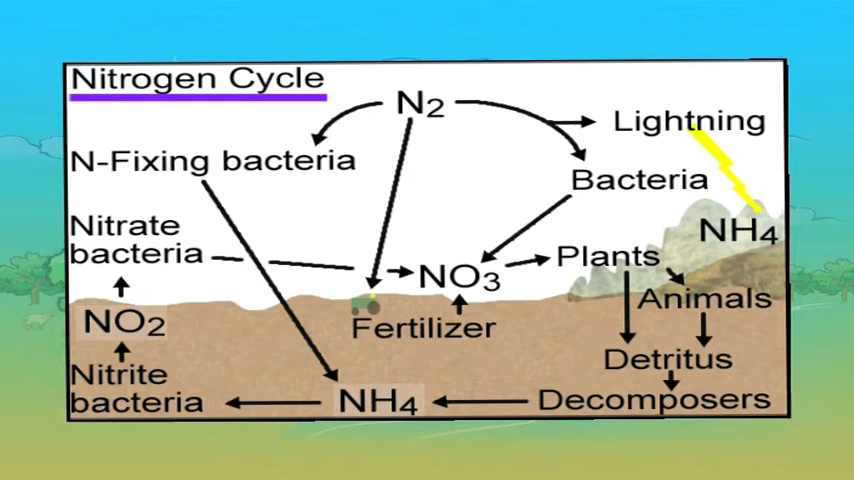 Nitrogen Cycle
N2
Lightning
N-Fixing bacteria
Bacteria
Nitrate
bacteria
NH4
NO3
Plants
Animals
NO2
Fertilizer
Detritus
Nitrite
bacteria
NH4
Decomposers